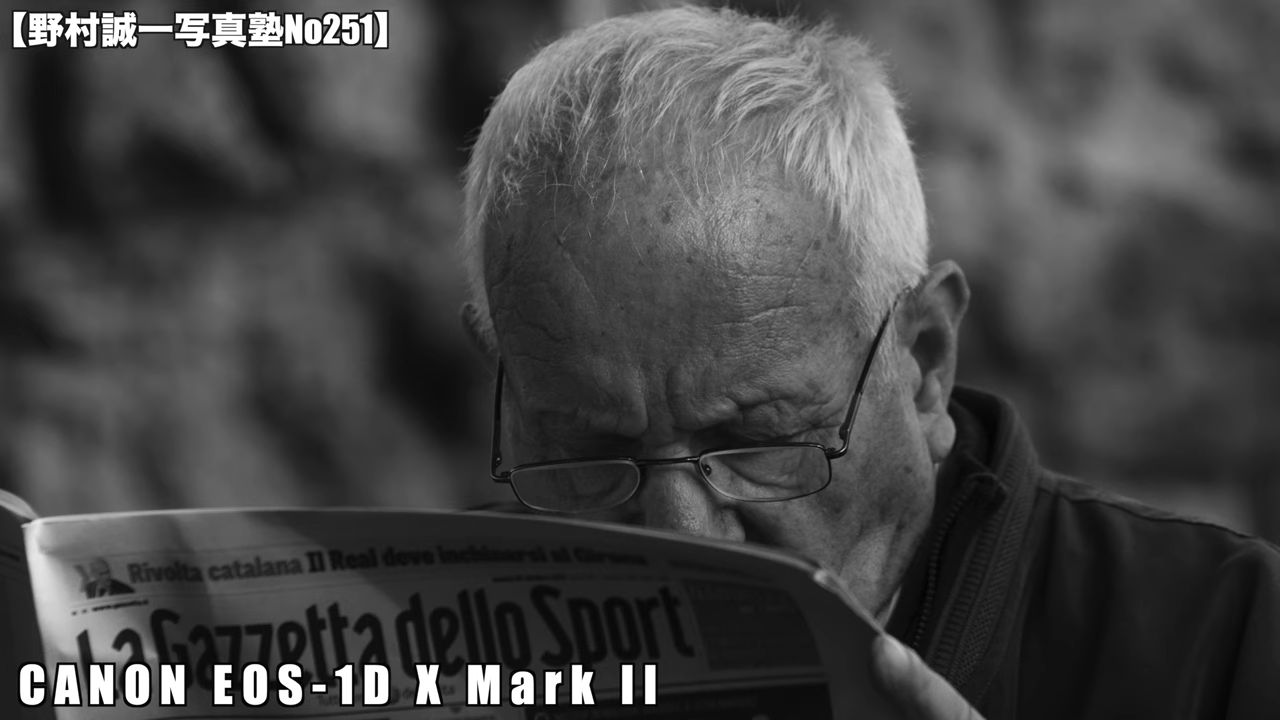 【野村誠一写真塾No251】
Rivolta catalana Il Real deve inchinarsi al Girona
La Gazzetta dello Sport
CANON EOS-1D X Mark II